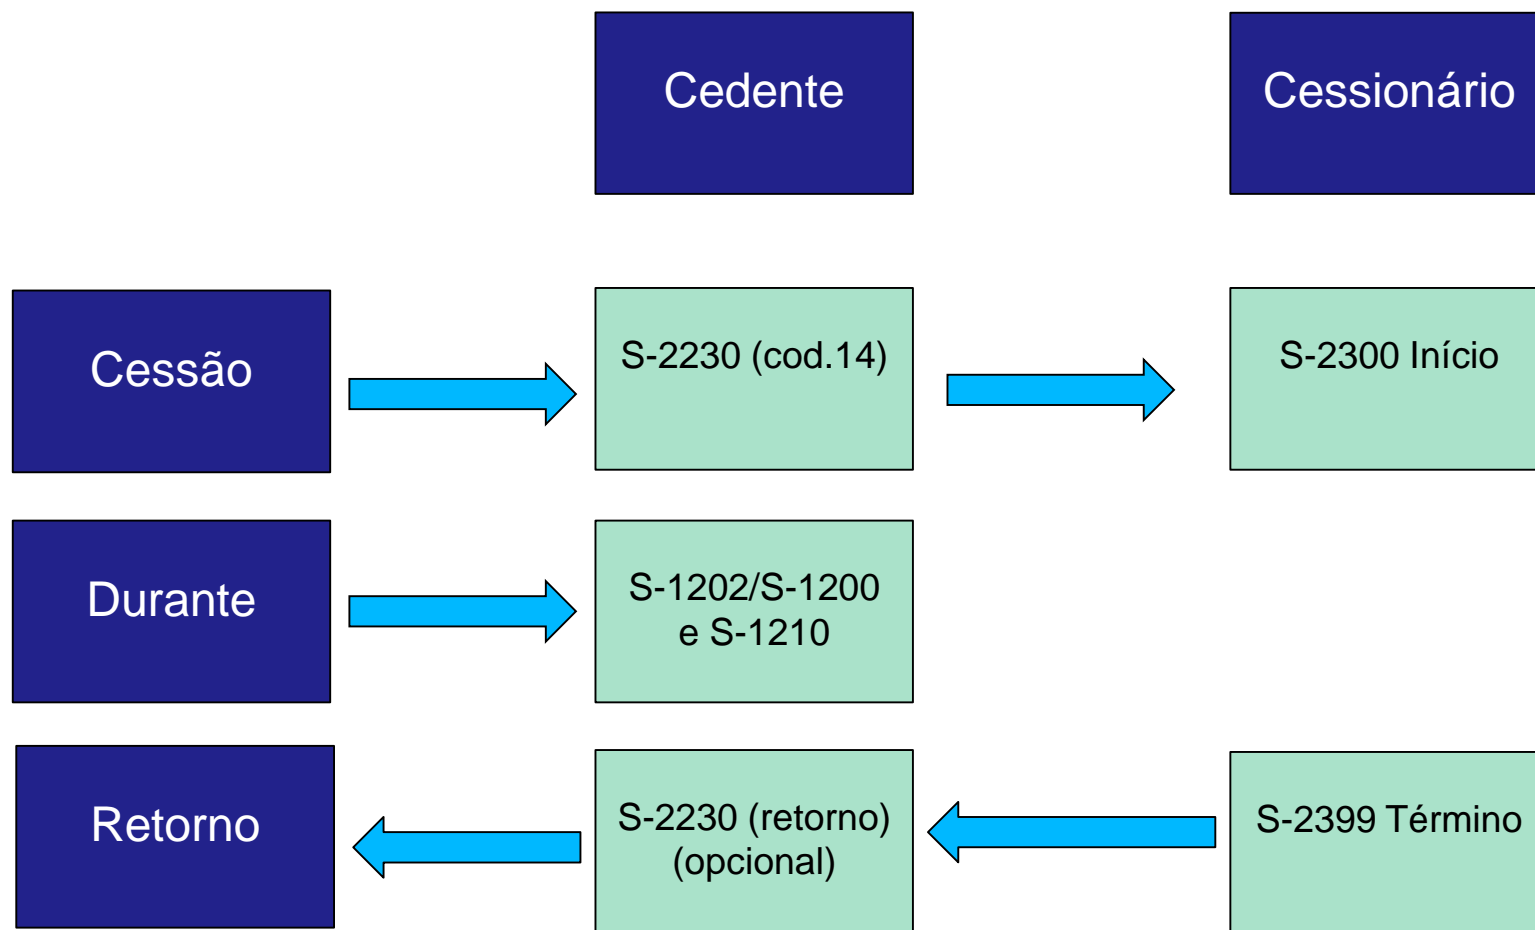 Cedente
Cessionário
Cessão
S-2230 (cod.14)
S-2300 Início
Durante
S-1202/S-1200
e S-1210
Retorno
S-2230 (retorno)
(opcional)
S-2399 Término